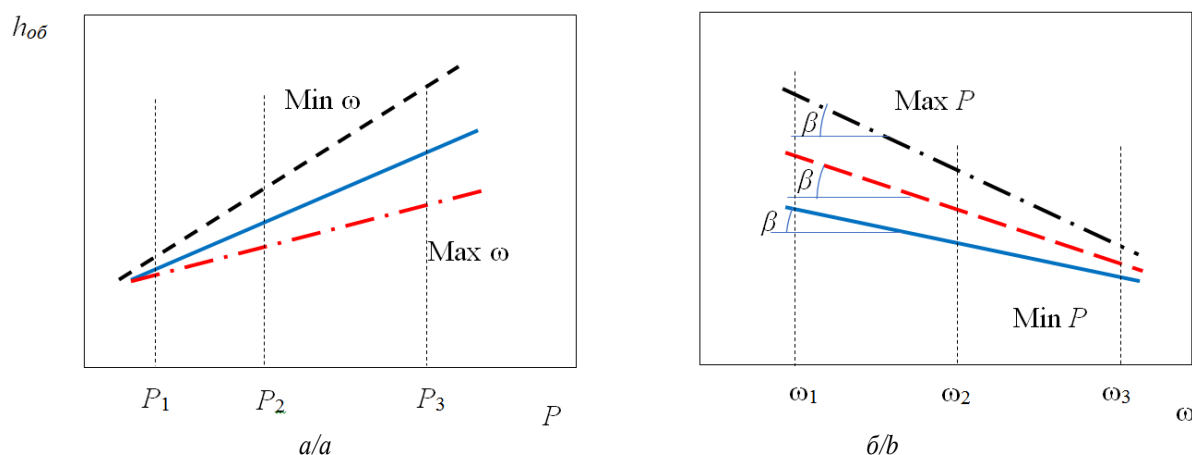 hоб
Min ω
Max ω
P1 P2 P3 P
а/a
Max P
β
β
β
Min P
ω1 ω2 ω3 ω
б/b